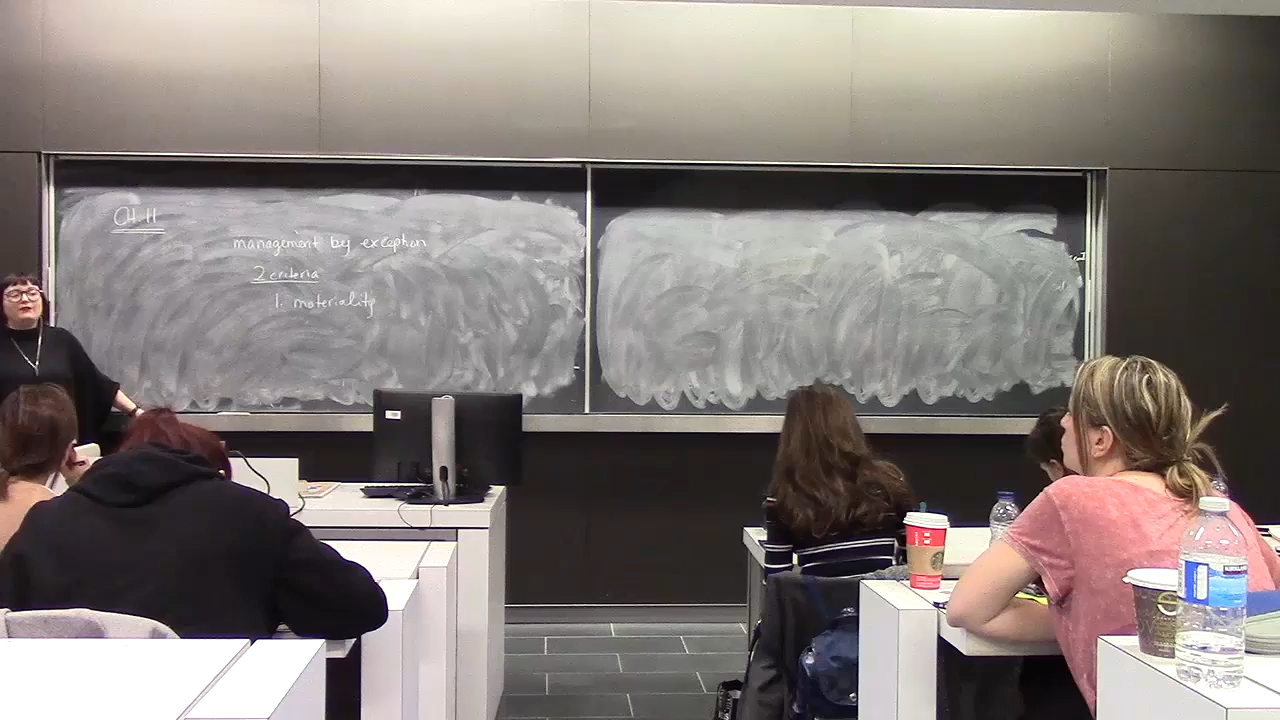 CH. 11
management by exception
2 criteria
1. materiality